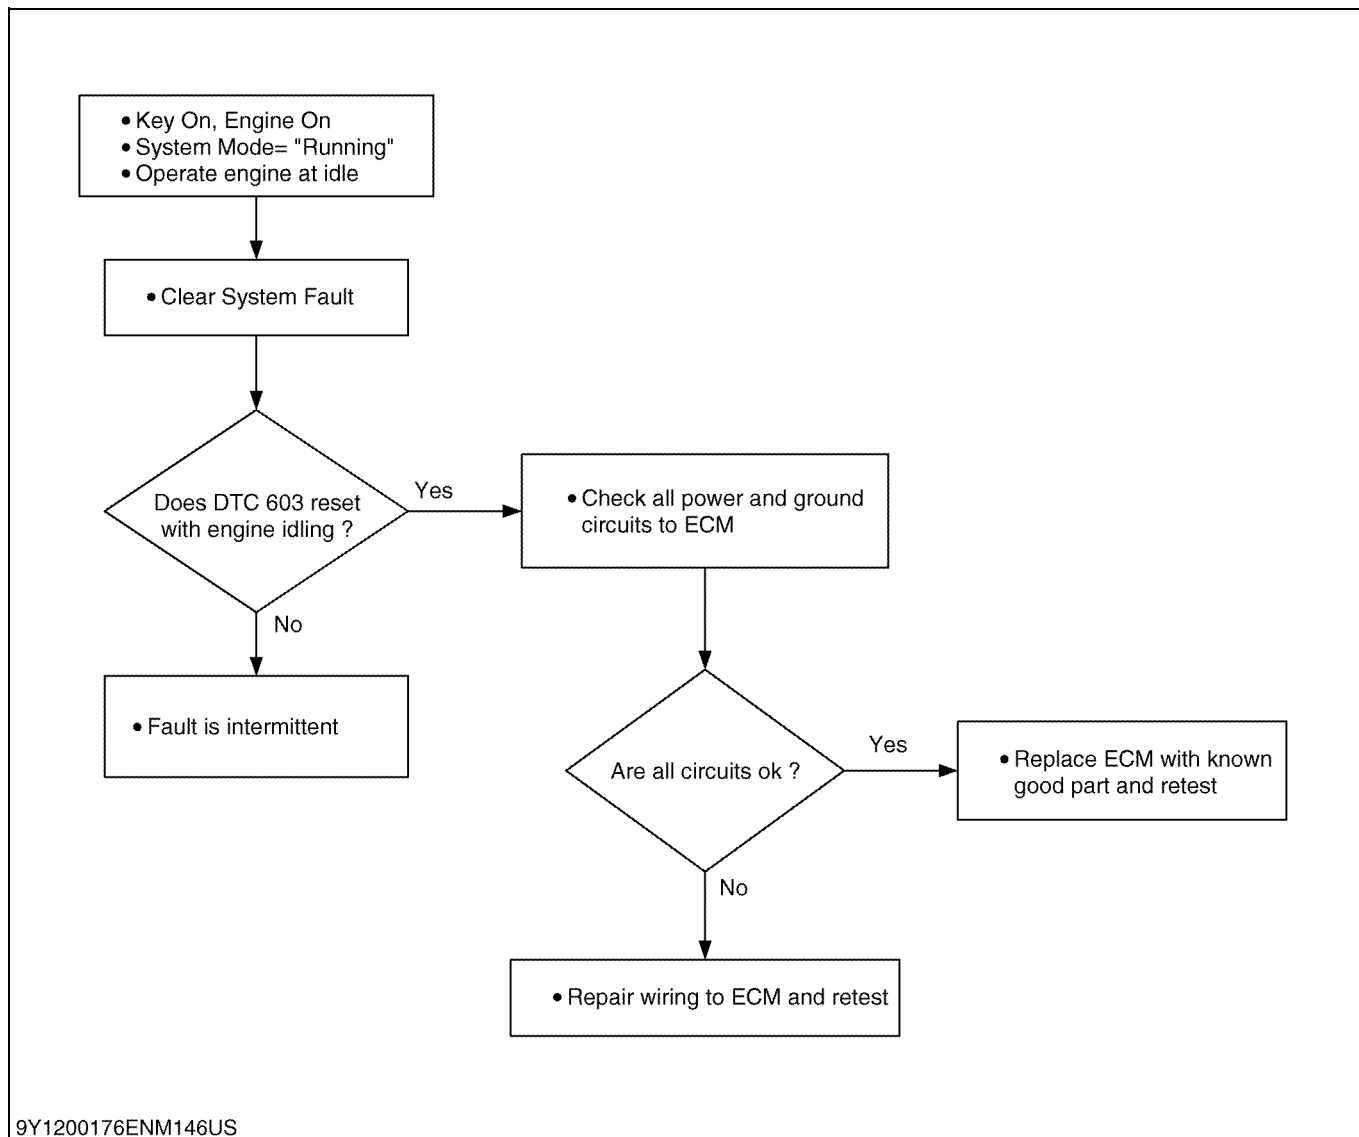 • Key On, Engine On
• System Mode= "Running"
• Operate engine at idle
• Clear System Fault
Does DTC 603 reset
with engine idling ?
Yes
• Check all power and ground
circuits to ECM
No
• Fault is intermittent
Are all circuits ok ?
Yes
• Replace ECM with known
good part and retest
No
• Repair wiring to ECM and retest
9Y1200176ENM146US